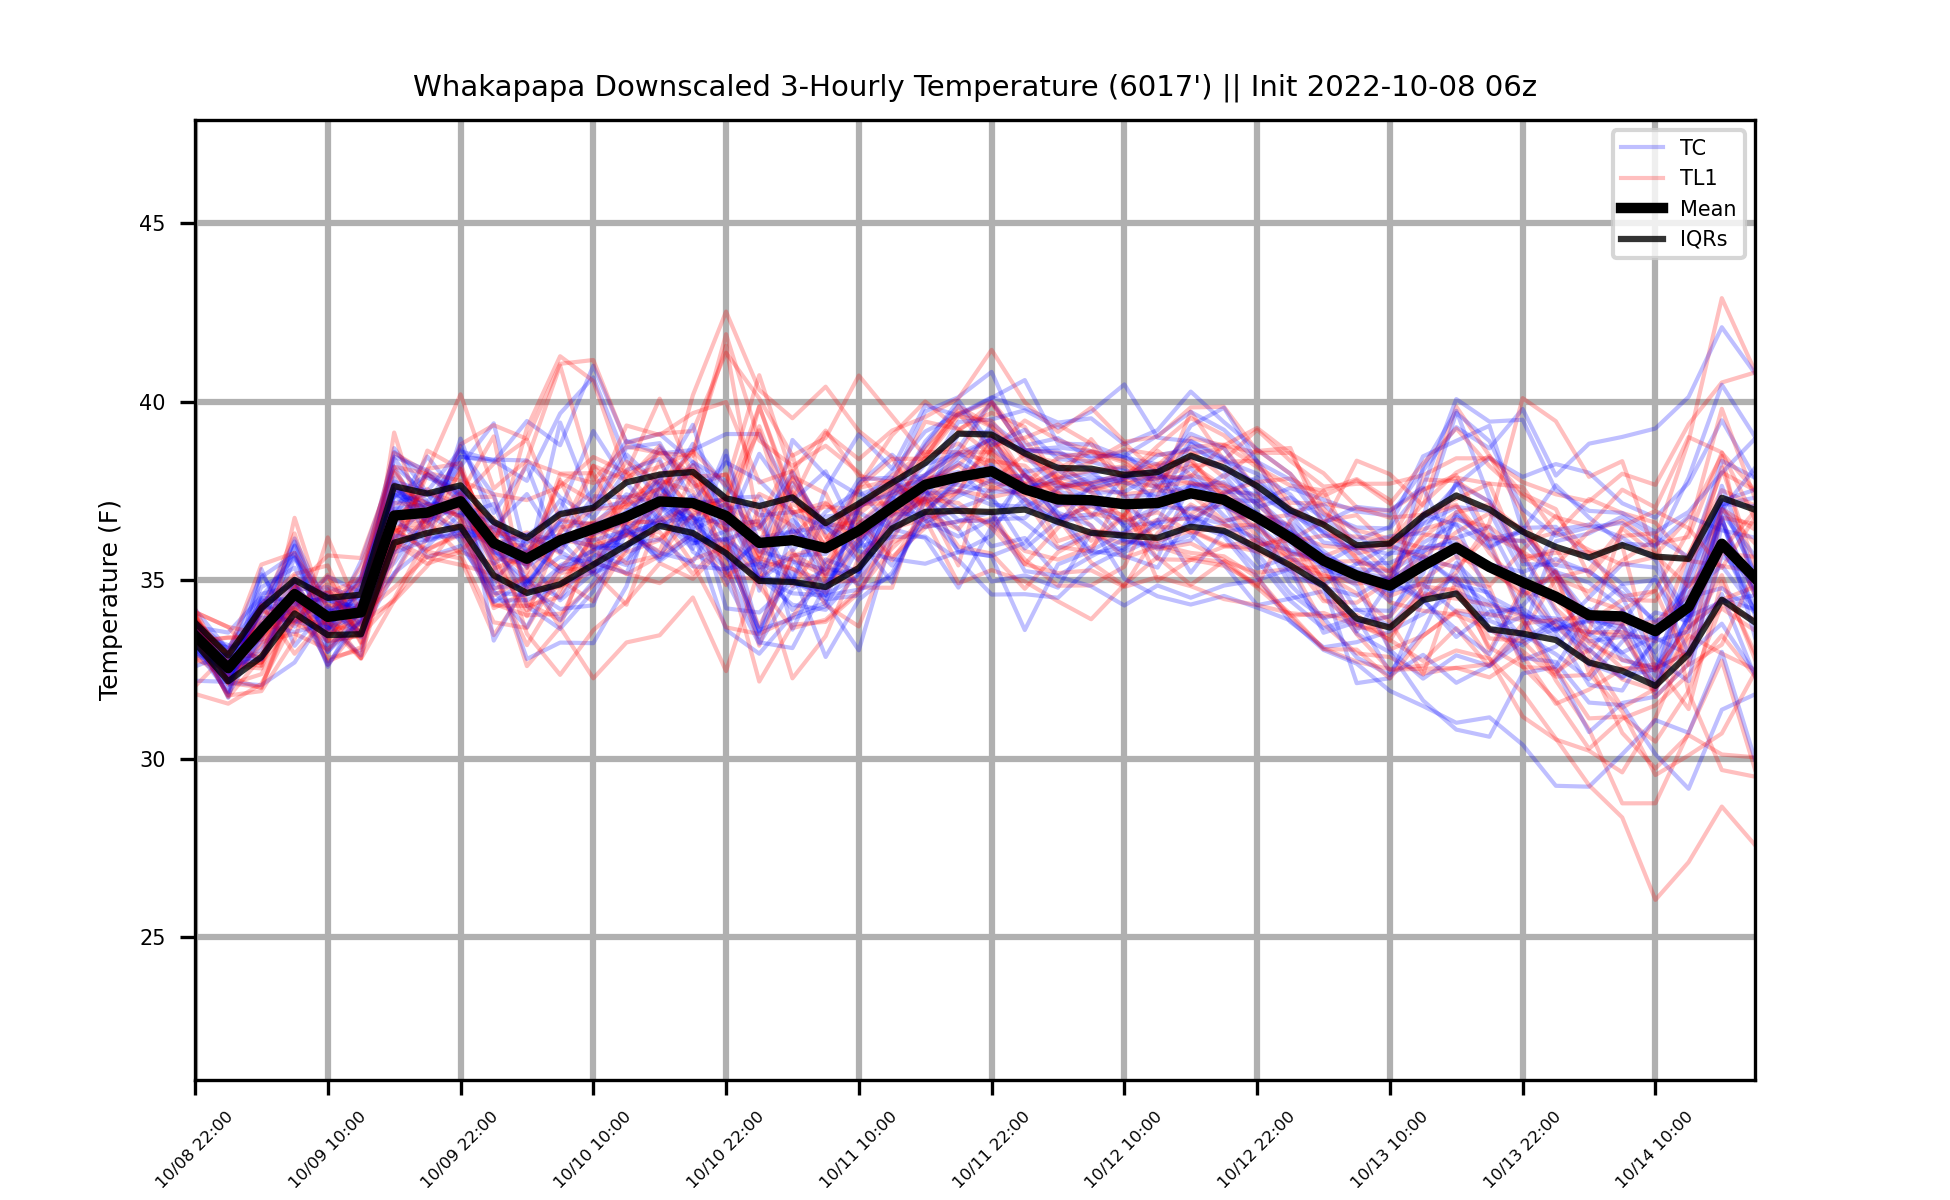 Whakapapa Downscaled 3-Hourly Temperature (6017') || Init 2022-10-08 06z
TC
TL1
Mean
IQRs
Temperature (F)
45
40
35
30
25
10/08 22:00
10/09 10:00
10/09 22:00
10/10 10:00
10/10 22:00
10/11 10:00
10/11 22:00
10/12 10:00
10/12 22:00
10/13 10:00
10/13 22:00
10/14 10:00